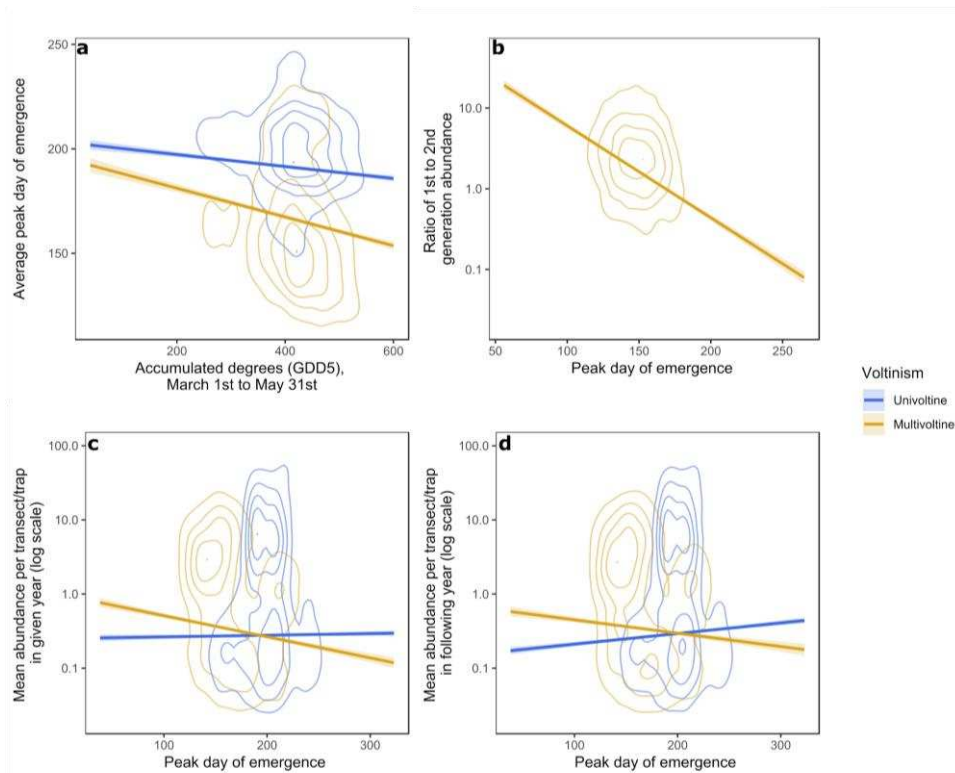 a
250
200
150
Average peak day of emergence
200
400
600
Accumulated degrees (GDD5),
March 1st to May 31st
b
10.0
1.0
0.1
Ratio of 1st to 2nd
generation abundance
50
100
150
200
250
Peak day of emergence
Voltinism
Univoltine
Multivoltine
c
100.0
10.0
1.0
0.1
Mean abundance per transect/trap
in given year (log scale)
100
200
300
Peak day of emergence
d
100.0
10.0
1.0
0.1
Mean abundance per transect/trap
in following year (log scale)
100
200
300
Peak day of emergence